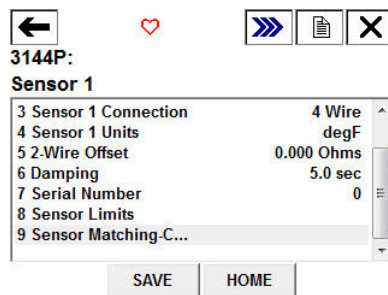 3144P:
Sensor 1
3 Sensor 1 Connection 4 Wire
4 Sensor 1 Units degF
5 2-Wire Offset 0.000 Ohms
6 Damping 5.0 sec
7 Serial Number 0
8 Sensor Limits
9 Sensor Matching-C...
SAVE HOME